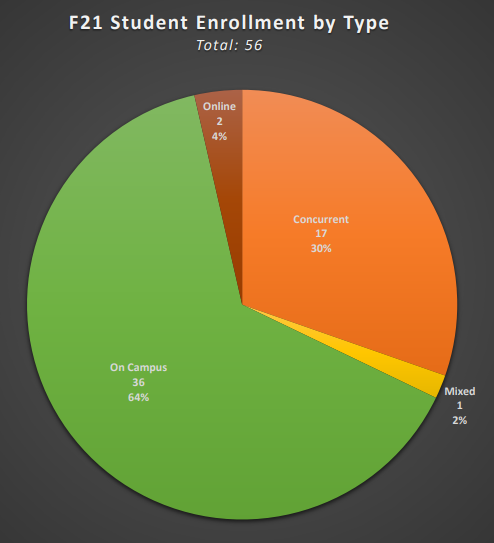 F21 Student Enrollment by Type
Total: 56
Online
2
4%
Concurrent
17
30%
On Campus
36
64%
Mixed
1
2%